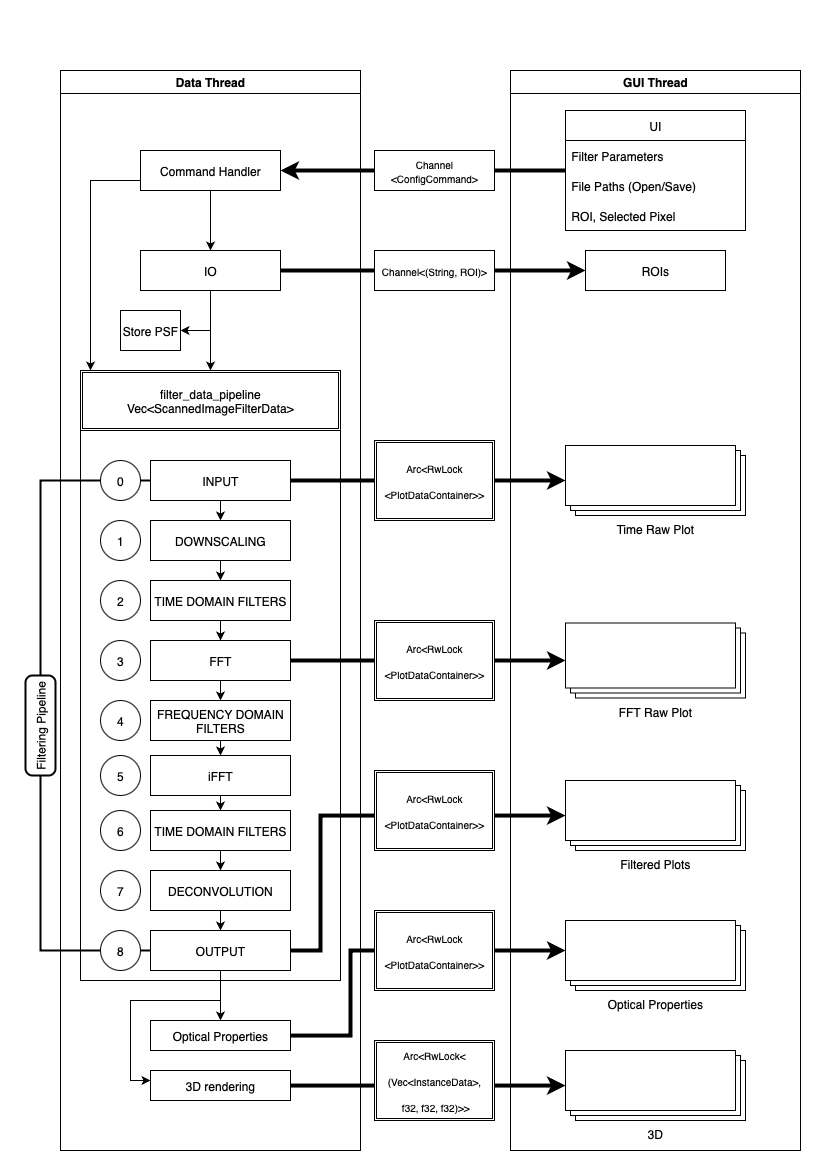 Data Thread
GUI Thread
UI
Filter Parameters
File Paths (Open/Save)
ROI, Selected Pixel
Command Handler
Channel
<ConfigCommand>
IO
Channel<(String, ROI)>
ROIs
Store PSF
filter_data_pipeline
Vec<ScannedImageFilterData>
0
INPUT
Arc<RwLock
<PlotDataContainer>>
Time Raw Plot
1
DOWNSCALING
2
TIME DOMAIN FILTERS
3
FFT
Arc<RwLock
<PlotDataContainer>>
FFT Raw Plot
Filtering Pipeline
4
FREQUENCY DOMAIN
FILTERS
5
iFFT
6
TIME DOMAIN FILTERS
Arc<RwLock
<PlotDataContainer>>
Filtered Plots
7
DECONVOLUTION
8
OUTPUT
Arc<RwLock
<PlotDataContainer>>
Optical Properties
Optical Properties
3D rendering
Arc<RwLock<
(Vec<InstanceData>,
f32, f32, f32)>>
3D